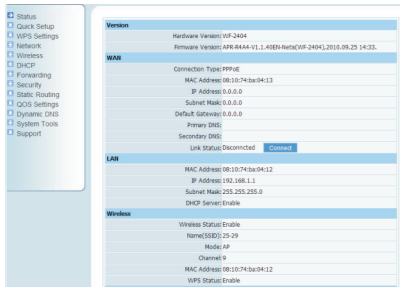 Status
Quick Setup
WPS Settings
Network
Wireless
DHCP
Forwarding
Security
Static Routing
QOS Settings
Dynamic DNS
System Tools
Support
Version
Hardware Version: WF-2404
Firmware Version: APR-R4A4-V1.1.40EN-Netis(WF-2404),2010.09.25 14:33.
WAN
Connection Type: PPPoE
MAC Address: 08:10:74:ba:04:13
IP Address: 0.0.0.0
Subnet Mask: 0.0.0.0
Default Gateway: 0.0.0.0
Primary DNS:
Secondary DNS:
Link Status: Disconncted Connect
LAN
MAC Address: 08:10:74:ba:04:12
IP Address: 192.168.1.1
Subnet Mask: 255.255.255.0
DHCP Server: Enable
Wireless
Wireless Status: Enable
Name(SSID): 25-29
Mode: AP
Channel: 9
MAC Address: 08:10:74:ba:04:12
WPS Status: Enable